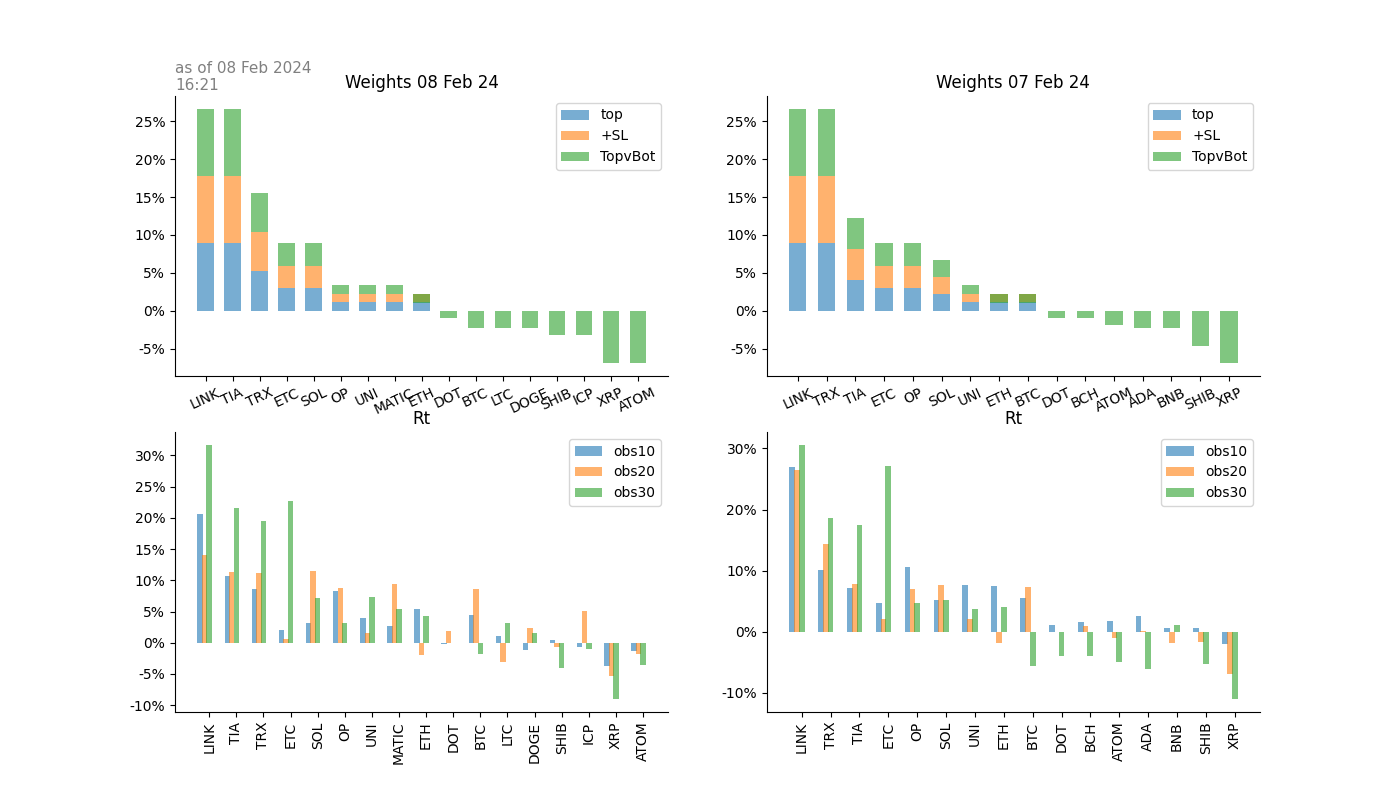 as of 08 Feb 2024
16:21
Weights 08 Feb 24
25%
20%
15%
10%
5%
0%
-5%
top
+SL
TopvBot
LINK TIA TRX ETC SOL OP UNI MATIC ETH DOT BTC LTC DOGE SHIB ICP XRP ATOM
Weights 07 Feb 24
25%
20%
15%
10%
5%
0%
-5%
top
+SL
TopvBot
LINK TRX TIA ETC OP SOL UNI ETH BTC DOT BCH ATOM ADA BNB SHIB XRP
Rt
30%
25%
20%
15%
10%
5%
0%
-5%
-10%
obs10
obs20
obs30
LINK TIA TRX ETC SOL OP UNI MATIC ETH DOT BTC LTC DOGE SHIB ICP XRP ATOM
Rt
30%
20%
10%
0%
-10%
obs10
obs20
obs30
LINK TRX TIA ETC OP SOL UNI ETH BTC DOT BCH ATOM ADA BNB SHIB XRP